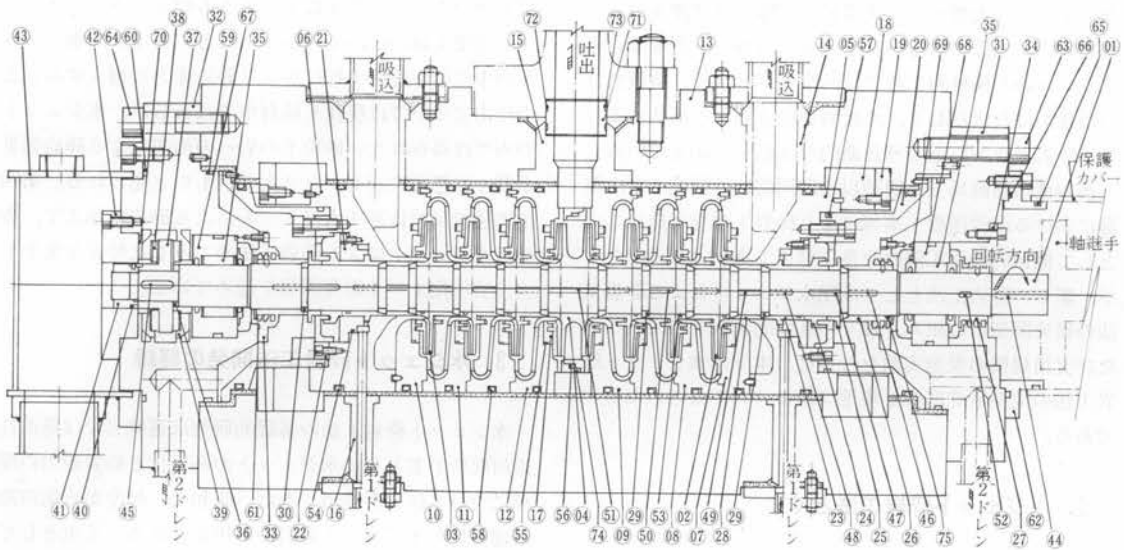 ㊳ ㉜ 67
㊸ ㊷ 64 60 70 ㊲ 59 ㉟ 06 ㉑ 72 73 71 ⑱ ㉟ 65
⑮ 吐出 ⑬ ⑭ 05 57 ⑲ ⑳ 69 68 ㉛ ㉞ 63 66 01
吸込
吸込
保護
カバー
軸継手
回転方向
第2ドレン
第1ドレン
第1ドレン
第2ドレン
㊶ ㊵ ㊺ ㊴ ㊱ 61 ㉝ ㉚ ㉒ 54 ⑯ ⑩ 03 ⑪ 58 ⑫ 55 ⑰ 56 04 74 51 09 29 50 53 08 02 07 49 28 29 ㉓ ㊽ ㉔ ㉕ ㊼ ㉖ ㊻ 75 52 ㉗ 62 ㊹